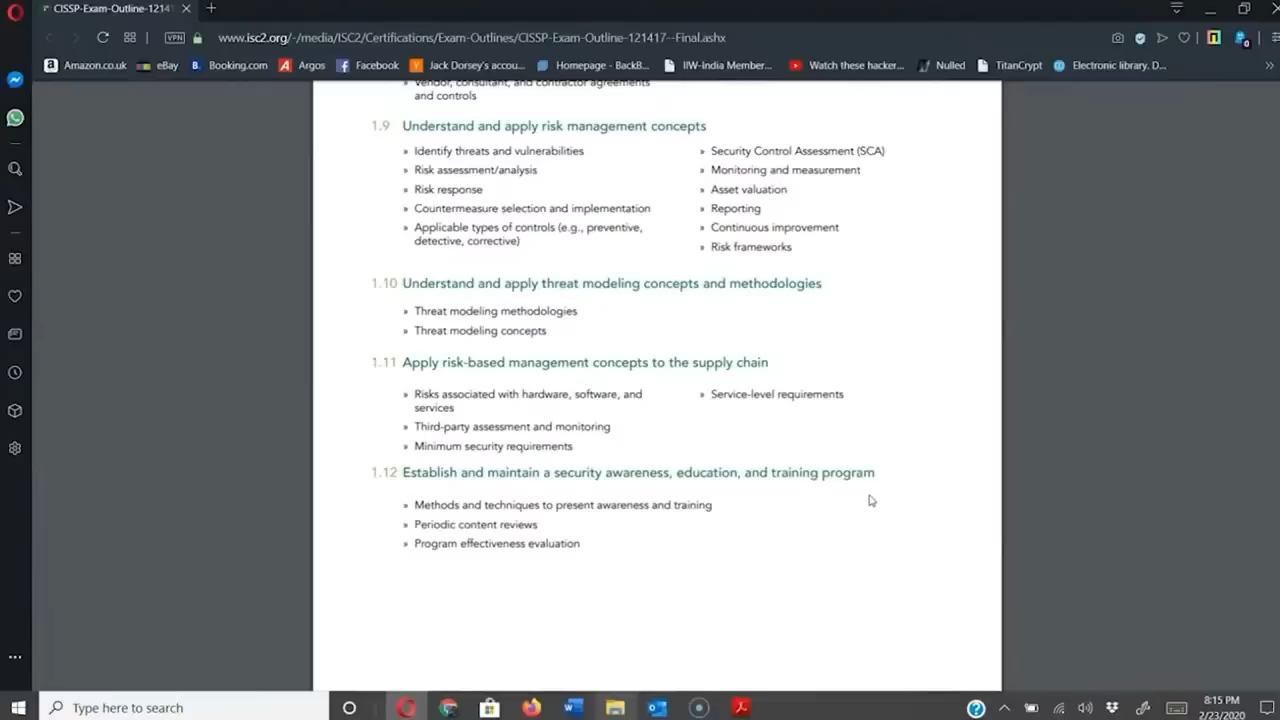 CISSP-Exam-Outline-1214
VPN
www.isc2.org/-/media/ISC2/Certifications/Exam-Outlines/CISSP-Exam-Outline-121417--Final.ashx
Amazon.co.uk
eBay
Booking.com
Argos
Facebook
Jack Dorsey's accou...
Homepage - BackB...
IIW-India Member...
Watch these hacker...
Nulled
TitanCrypt
Electronic library. D...
Vendor, consultant, and contractor agreements
and controls
1.9 Understand and apply risk management concepts
» Identify threats and vulnerabilities
» Risk assessment/analysis
» Risk response
» Countermeasure selection and implementation
» Applicable types of controls (e.g., preventive,
detective, corrective)
» Security Control Assessment (SCA)
» Monitoring and measurement
» Asset valuation
» Reporting
» Continuous improvement
» Risk frameworks
1.10 Understand and apply threat modeling concepts and methodologies
» Threat modeling methodologies
» Threat modeling concepts
1.11 Apply risk-based management concepts to the supply chain
» Risks associated with hardware, software, and
services
» Third-party assessment and monitoring
» Minimum security requirements
» Service-level requirements
1.12 Establish and maintain a security awareness, education, and training program
» Methods and techniques to present awareness and training
» Periodic content reviews
» Program effectiveness evaluation
Type here to search
8:15 PM
2/23/2020